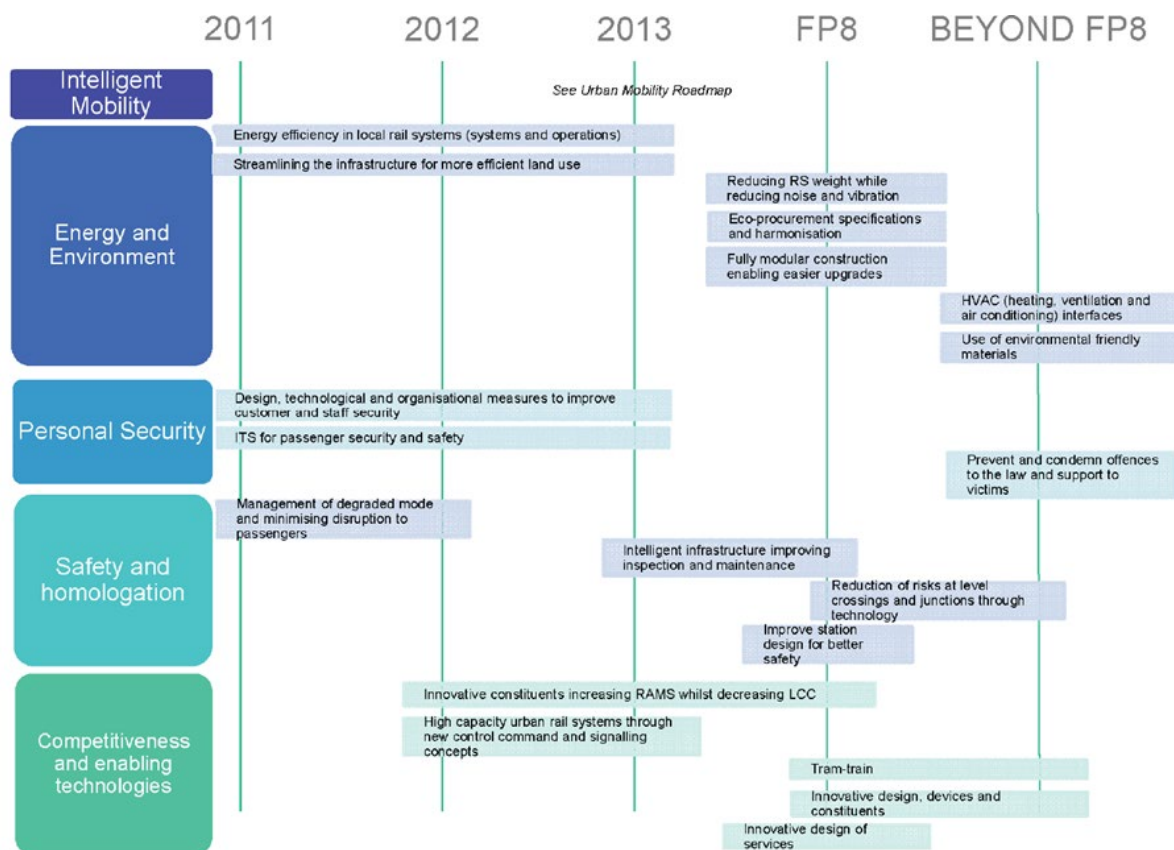 2011 2012 2013 FP8 BEYOND FP8
Intelligent
Mobility
See Urban Mobility Roadmap
Energy and
Environment
Energy efficiency in local rail systems (systems and operations)
Streamlining the infrastructure for more efficient land use
Reducing RS weight while
reducing noise and vibration
Eco-procurement specifications
and harmonisation
Fully modular construction
enabling easier upgrades
HVAC (heating, ventilation and
air conditioning) interfaces
Use of environmental friendly
materials
Personal Security
Design, technological and organisational measures to improve
customer and staff security
ITS for passenger security and safety
Prevent and condemn offences
to the law and support to
victims
Safety and
homologation
Management of degraded mode
and minimising disruption to
passengers
Intelligent infrastructure improving
inspection and maintenance
Reduction of risks at level
crossings and junctions through
technology
Improve station
design for better
safety
Competitiveness
and enabling
technologies
Innovative constituents increasing RAMS whilst decreasing LCC
High capacity urban rail systems through
new control command and signalling
concepts
Tram-train
Innovative design, devices and
constituents
Innovative design of
services